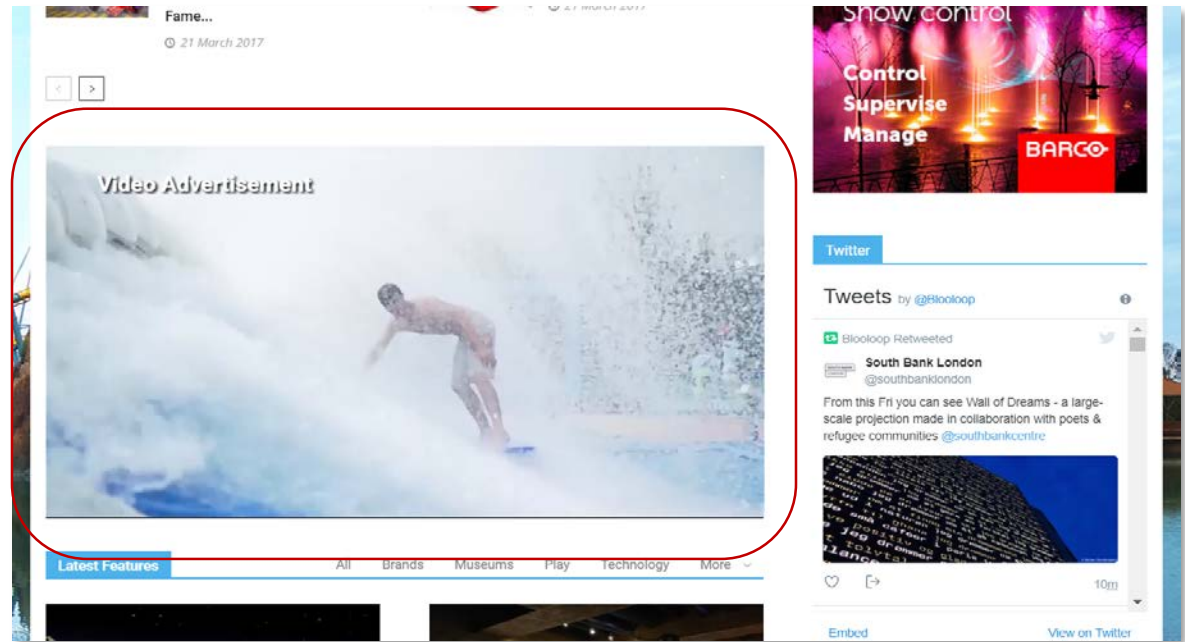 Fame...
21 March 2017
27 March 2017
< >
Video Advertisement
Latest Features
All Brands Museums Play Technology More
Show control
Control
Supervise
Manage
BARCO
Twitter
Tweets by @Blooloop
Blooloop Retweeted
South Bank London
@southbanklondon
From this Fri you can see Wall of Dreams - a large-
scale projection made in collaboration with poets &
refugee communities @southbankcentre
10m
Embed
View on Twitter